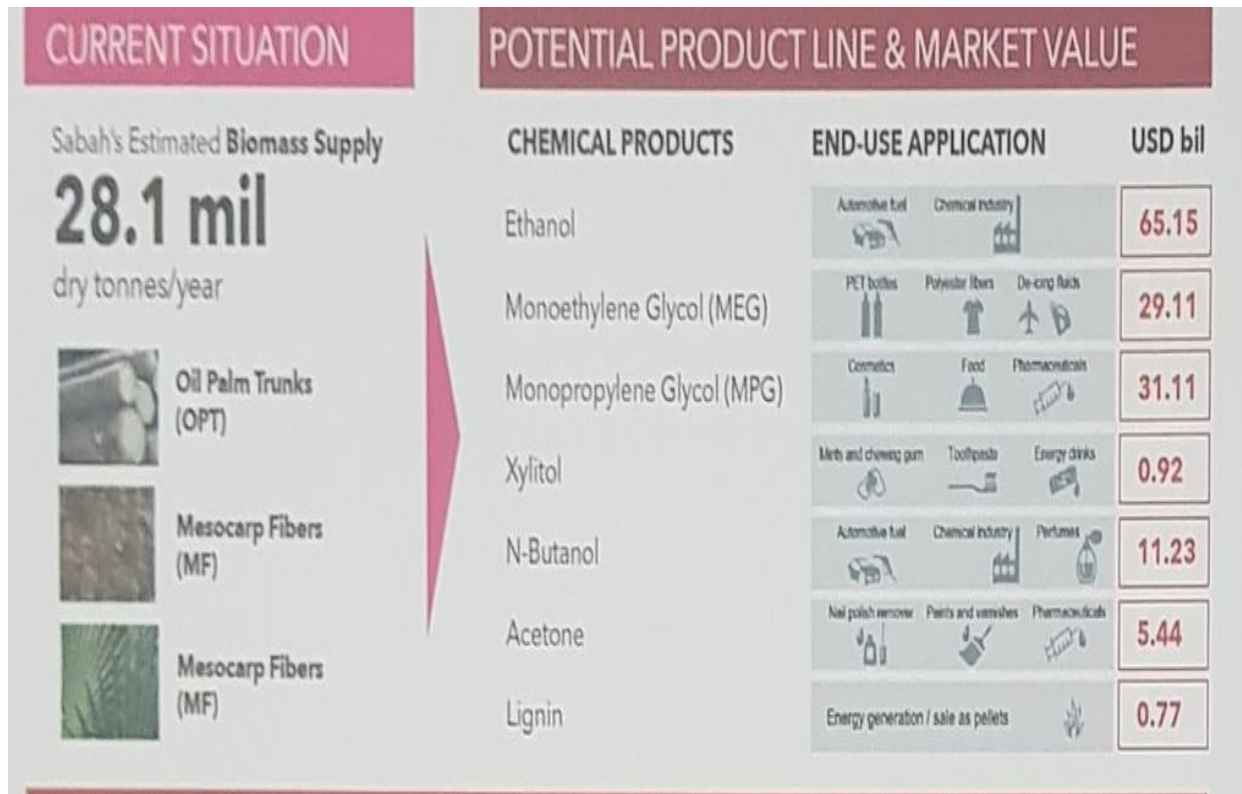 CURRENT SITUATION
Sabah's Estimated Biomass Supply
28.1 mil
dry tonnes/year
Oil Palm Trunks
(OPT)
Mesocarp Fibers
(MF)
Mesocarp Fibers
(MF)
POTENTIAL PRODUCT LINE & MARKET VALUE
CHEMICAL PRODUCTS END-USE APPLICATION USD bil
Ethanol Automotive fuel Chemical industry 65.15
Monoethylene Glycol (MEG) PET bottles Polyester fibers De-icing fluids 29.11
Monopropylene Glycol (MPG) Cosmetics Food Pharmaceuticals 31.11
Xylitol Mints and chewing gum Toothpaste Energy drinks 0.92
N-Butanol Automotive fuel Chemical industry Perfumes 11.23
Acetone Nail polish remover Paints and varnishes Pharmaceuticals 5.44
Lignin Energy generation / sale as pellets 0.77